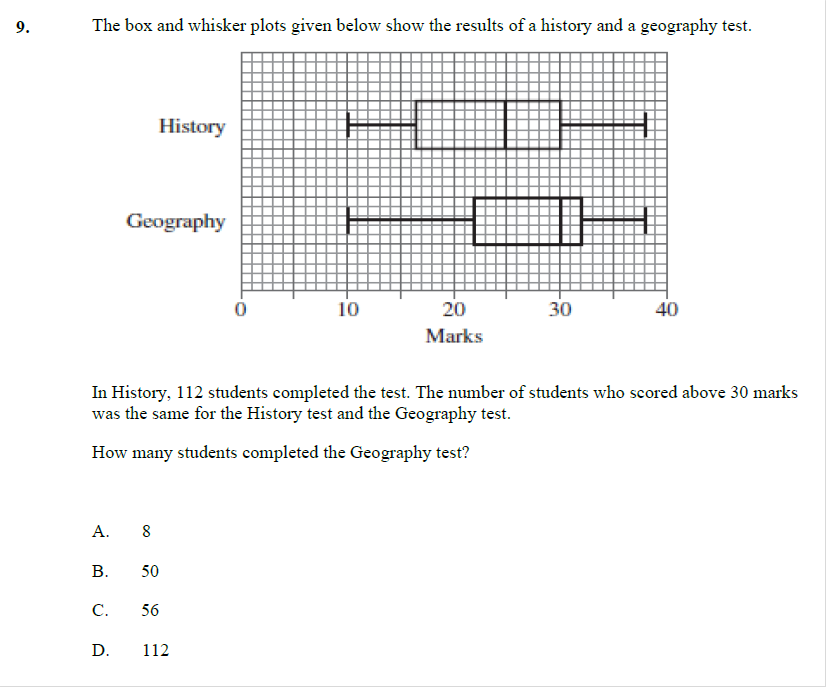 9. The box and whisker plots given below show the results of a history and a geography test.
History
Geography
0 10 20 30 40
Marks
In History, 112 students completed the test. The number of students who scored above 30 marks
was the same for the History test and the Geography test.
How many students completed the Geography test?
A. 8
B. 50
C. 56
D. 112